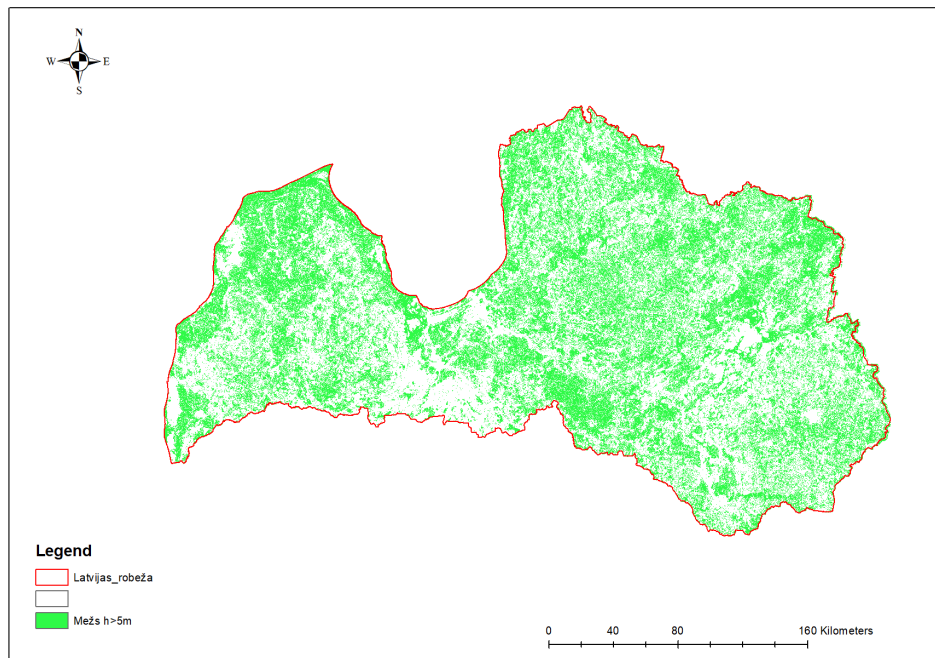 N
W E
S
Legend
Latvijas_robeža
Mežs h>5m
0 40 80 160 Kilometers